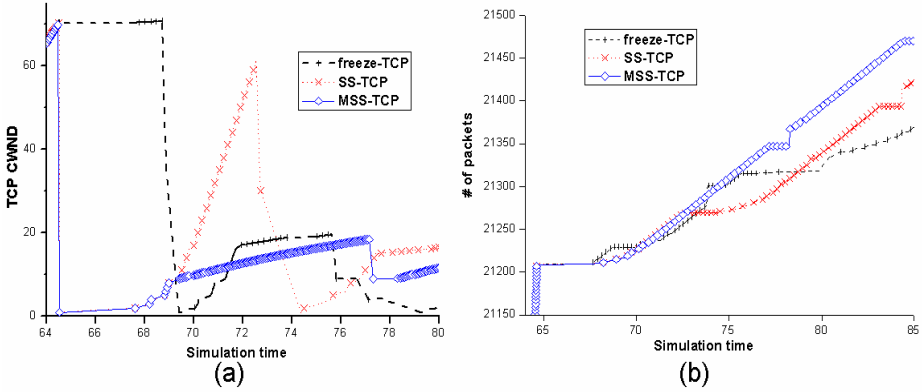 (a)
freeze-TCP
SS-TCP
MSS-TCP
TCP CWND
60
40
20
0
64 66 68 70 72 74 76 78 80
Simulation time
(a)
freeze-TCP
SS-TCP
MSS-TCP
# of packets
21500
21450
21400
21350
21300
21250
21200
21150
65 70 75 80 85
Simulation time
(b)